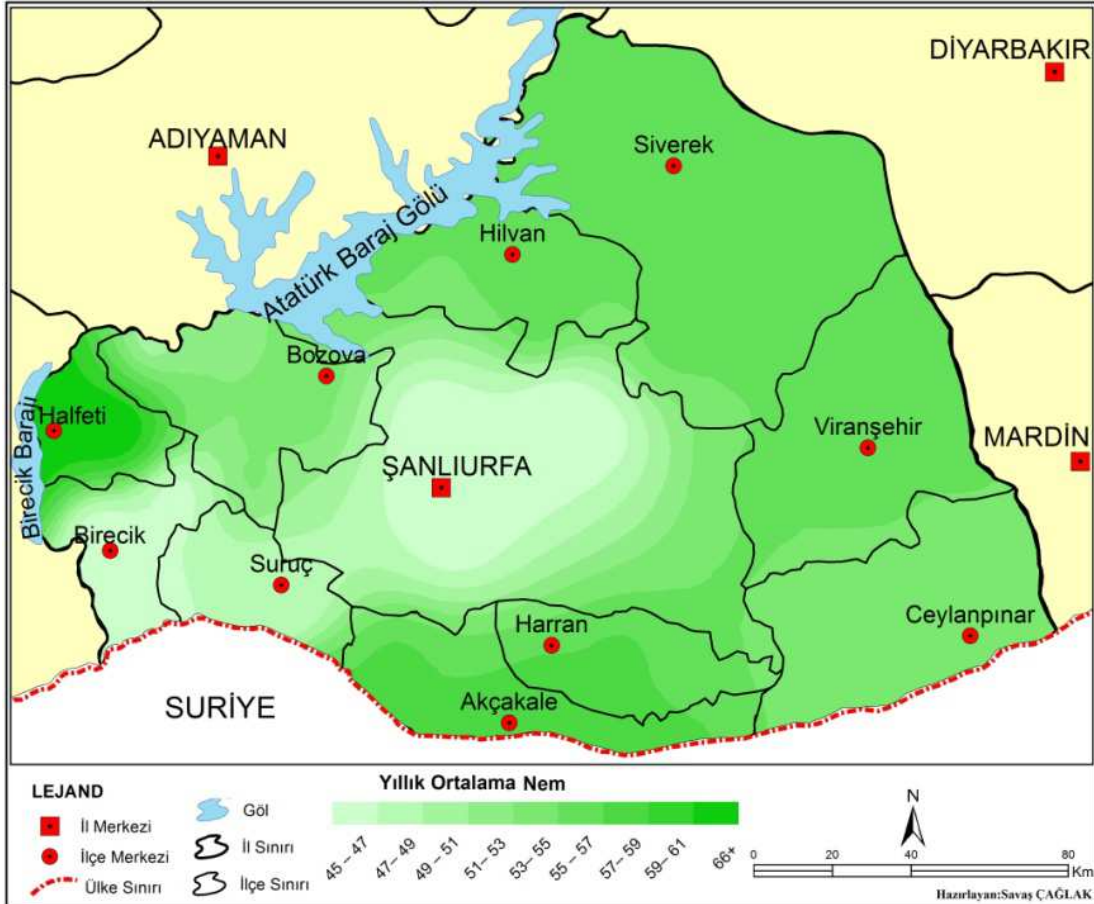 DİYARBAKIR
ADIYAMAN
Siverek
Atatürk Baraj Gölü
Hilvan
Bozova
Halfeti
Birecik Barajı
Viranşehir
MARDİN
ŞANLIURFA
Birecik
Suruç
Harran
Ceylanpınar
SURİYE
Akçakale
LEJAND
İl Merkezi
İlçe Merkezi
Ülke Sınırı
Göl
İl Sınırı
İlçe Sınırı
Yıllık Ortalama Nem
45 – 47
47– 49
49 – 51
51– 53
53– 55
55 – 57
57– 59
59– 61
66+
N
0 20 40 80
Km
Hazırlayan:Savaş ÇAĞLAK